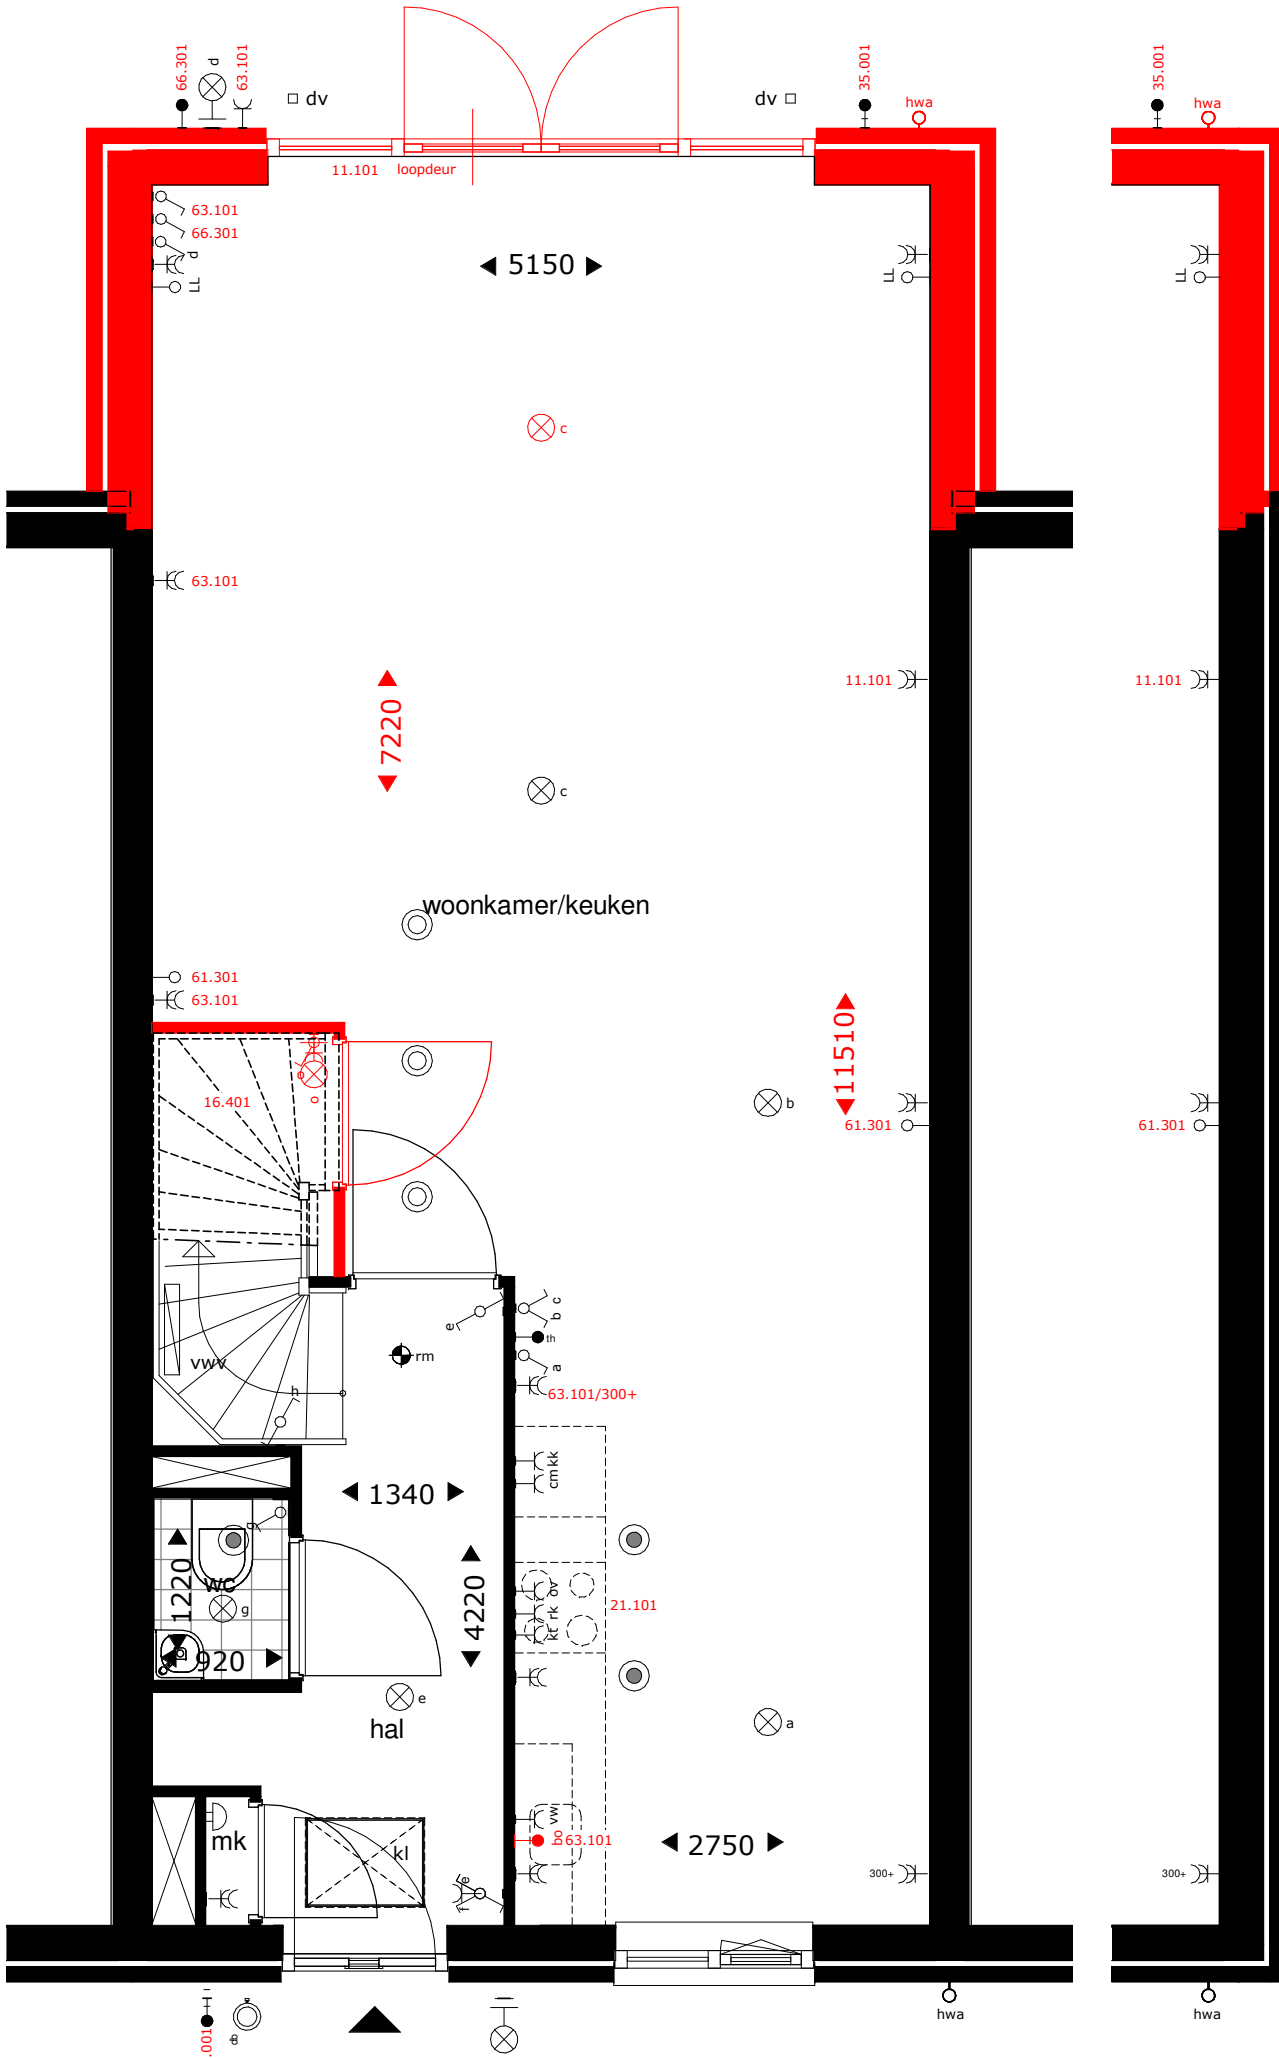 66.301
d
63.101
dv
dv
35.001
hwa
35.001
hwa
11.101 loopdeur
63.101
66.301
d
LL
5150
LL
LL
c
63.101
7220
11.101
11.101
c
woonkamer/keuken
61.301
63.101
11510
16.401
o
o
b
61.301
61.301
e
c
b
th
rm
a
vwv
h
63.101/300+
kk
cm
1340
g
1220
wc
g
920
4220
ov
rk
kt
21.101
e
hal
a
mk
kl
vw
bo
63.101
2750
e
f
300+
300+
.001
db
hwa
hwa